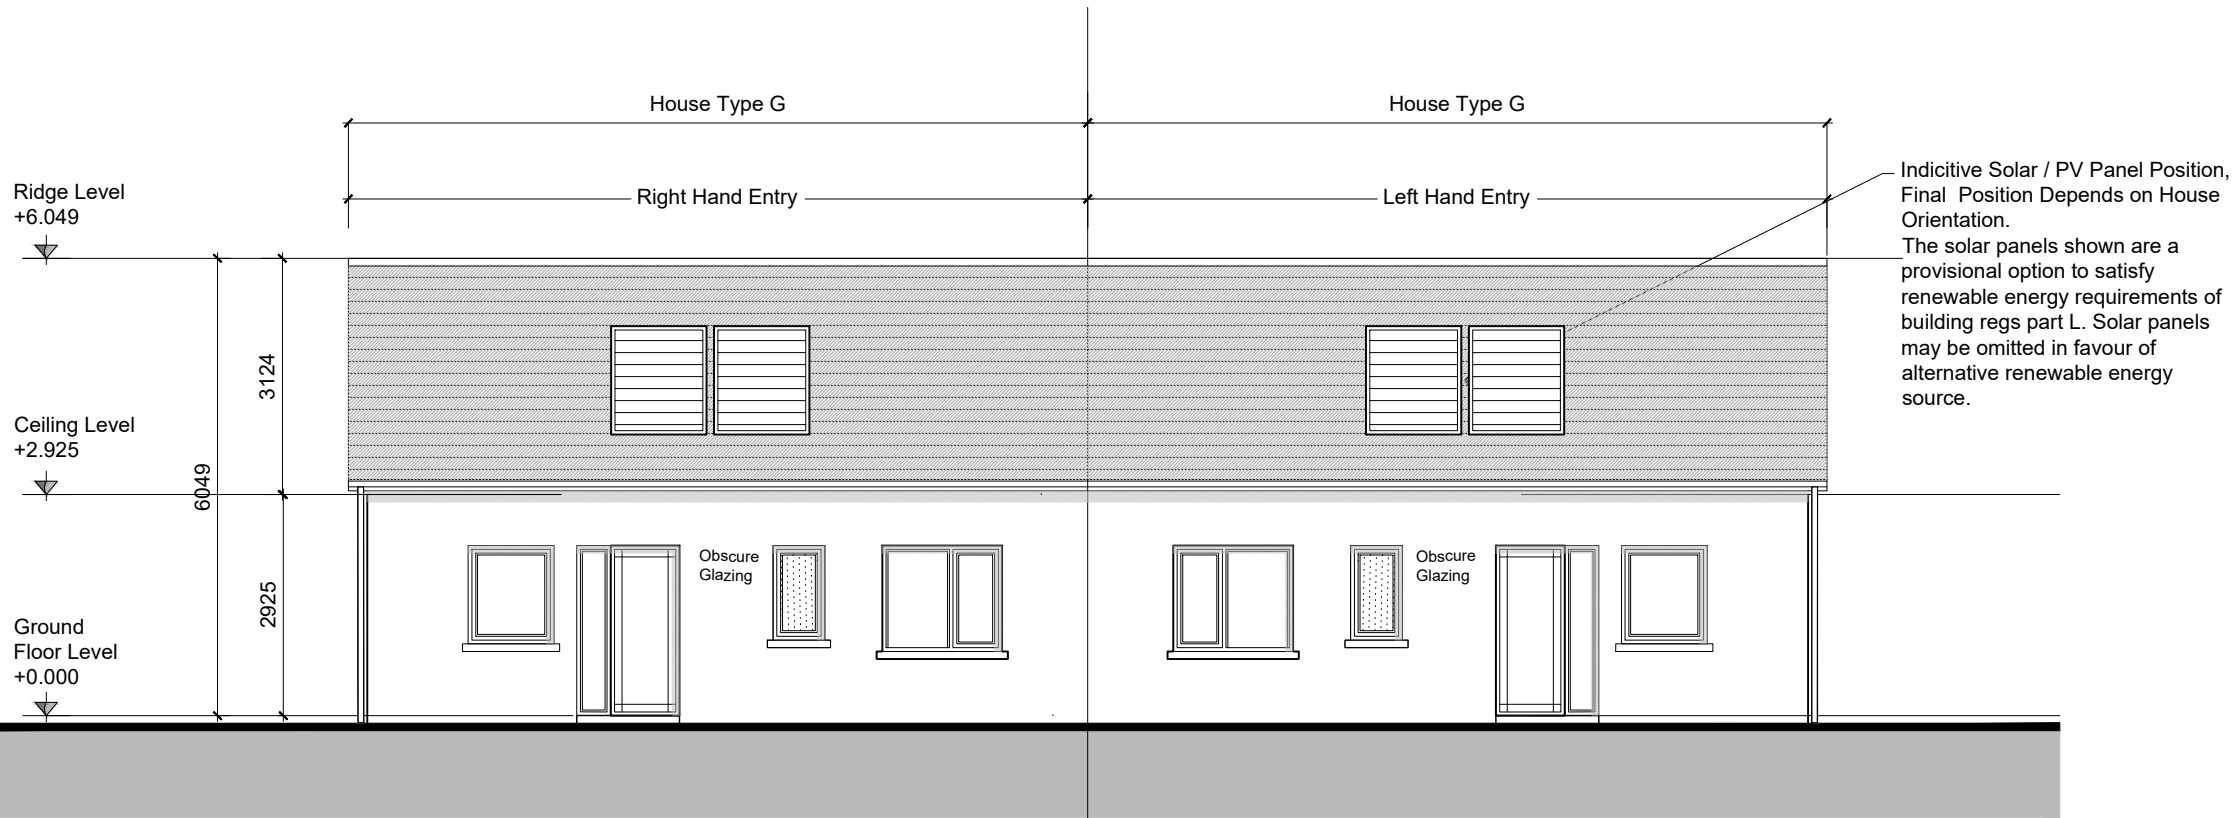 House Type G
House Type G
Right Hand Entry
Left Hand Entry
Indicitive Solar / PV Panel Position,
Final Position Depends on House
Orientation.
The solar panels shown are a
provisional option to satisfy
renewable energy requirements of
building regs part L. Solar panels
may be omitted in favour of
alternative renewable energy
source.
Ridge Level
+6.049
3124
Ceiling Level
+2.925
6049
Obscure
Glazing
Obscure
Glazing
2925
Ground
Floor Level
+0.000